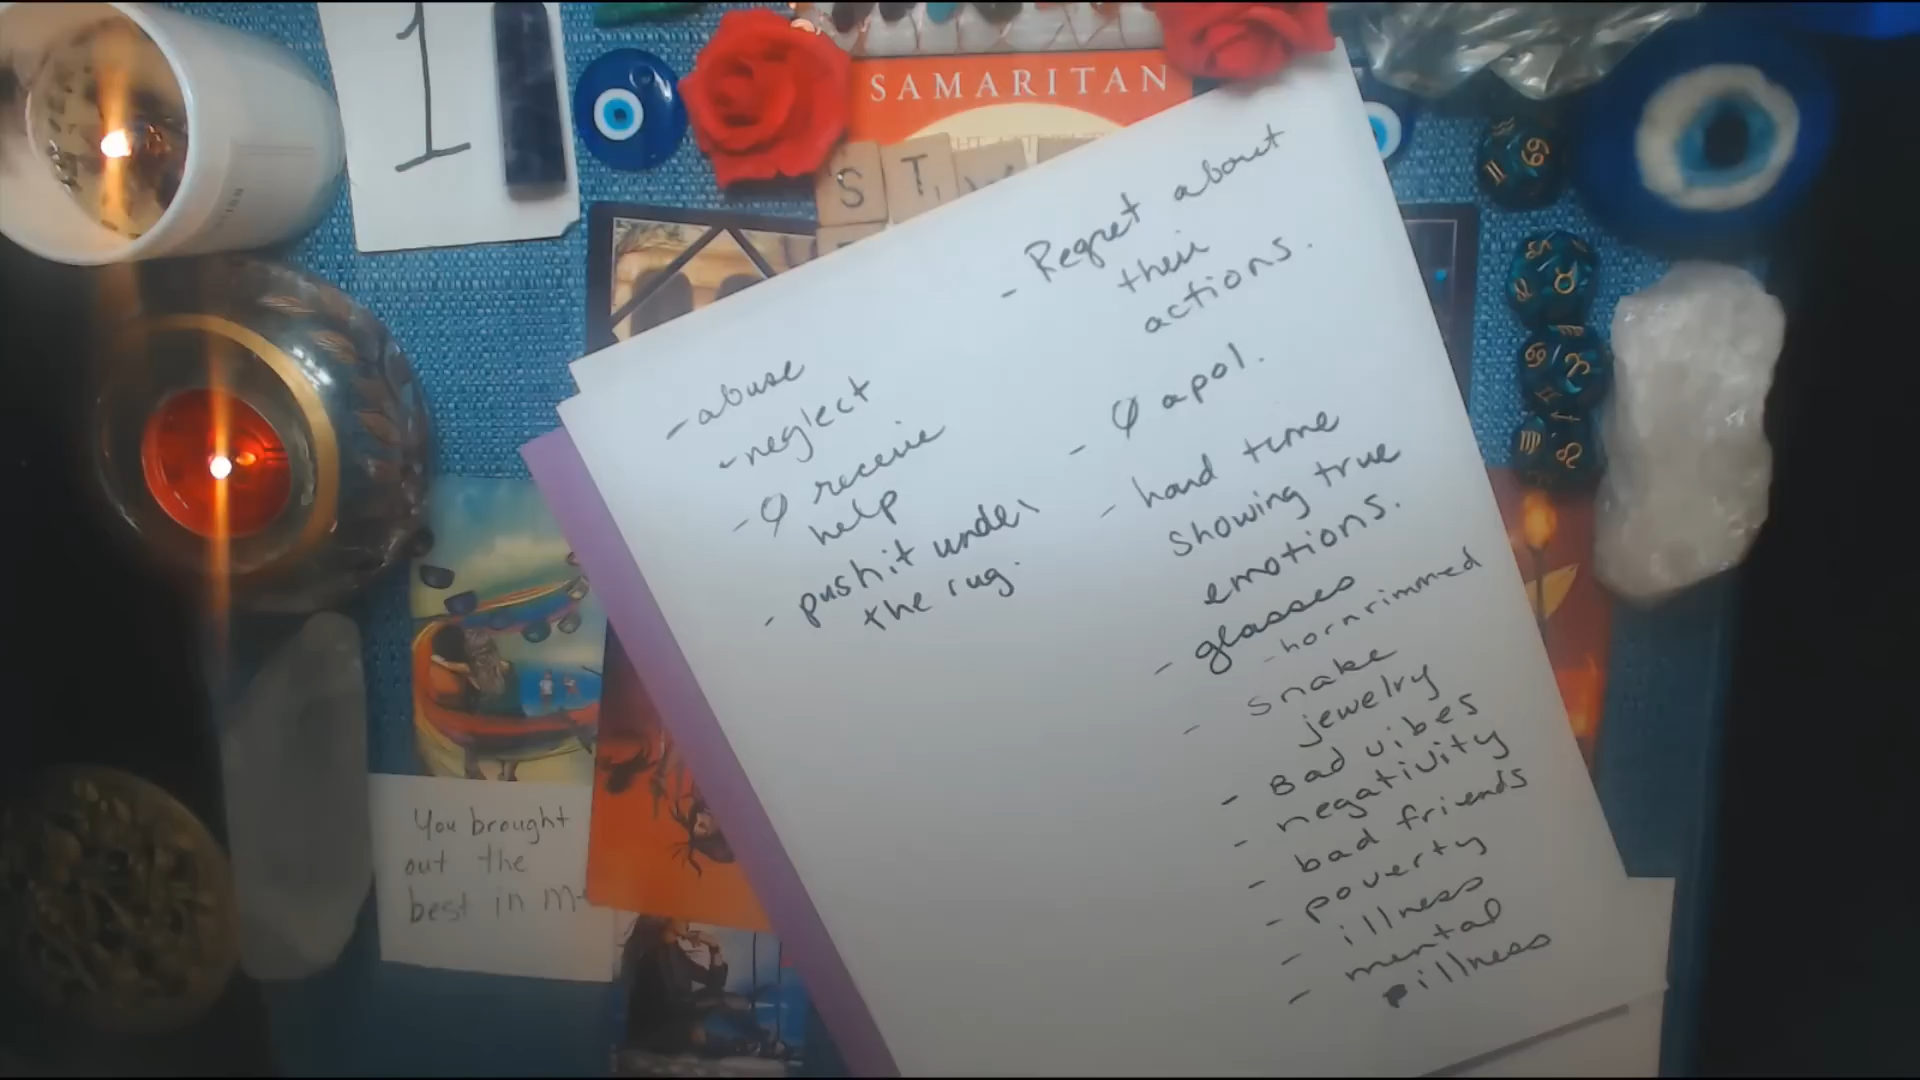 1
SAMARITAN
S T
- Regret about
their
actions.
- abuse
- neglect
- Ø receive
help
- push it under
the rug.
- Ø apol.
- hard time
showing true
emotions.
- glasses
- hornrimmed
- snake
jewelry
- Bad vibes
- negativity
- bad friends
- poverty
- illness
- mental
illness
You brought
out the
best in